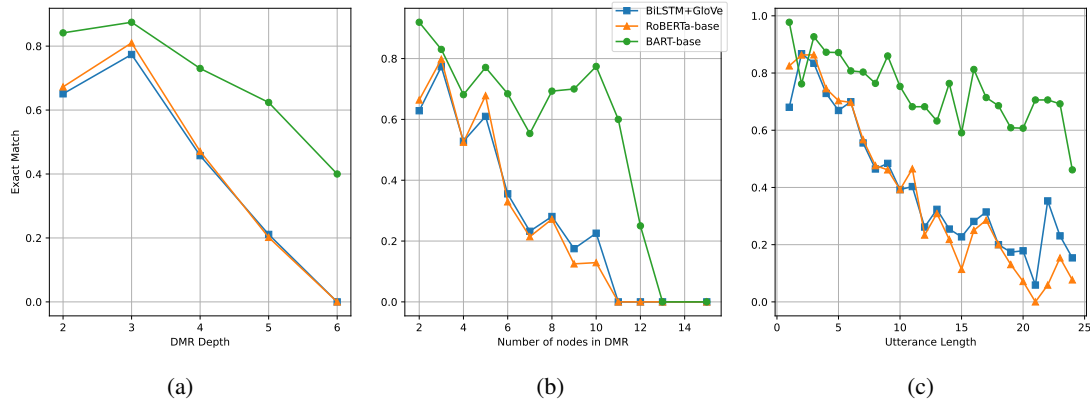 Exact Match
0.8
0.6
0.4
0.2
0.0
2 3 4 5 6
DMR Depth
(a)
BiLSTM+GloVe
RoBERTa-base
BART-base
0.8
0.6
0.4
0.2
0.0
2 4 6 8 10 12 14
Number of nodes in DMR
(b)
1.0
0.8
0.6
0.4
0.2
0.0
0 5 10 15 20 25
Utterance Length
(c)